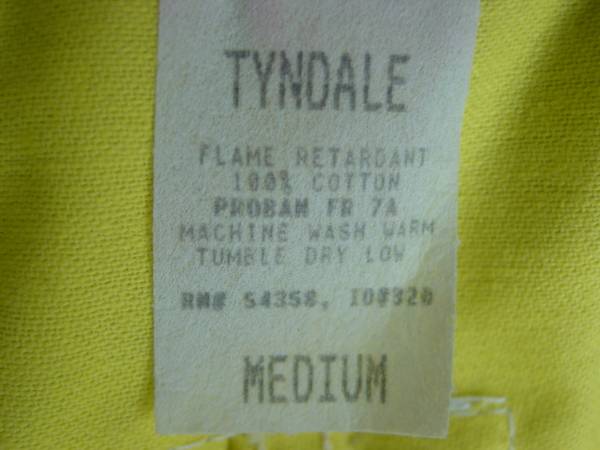 TYNDALE
FLAME RETARDANT
100% COTTON
PROBAN FR 7A
MACHINE WASH WARM
TUMBLE DRY LOW
RN# 54358, ID#320
MEDIUM